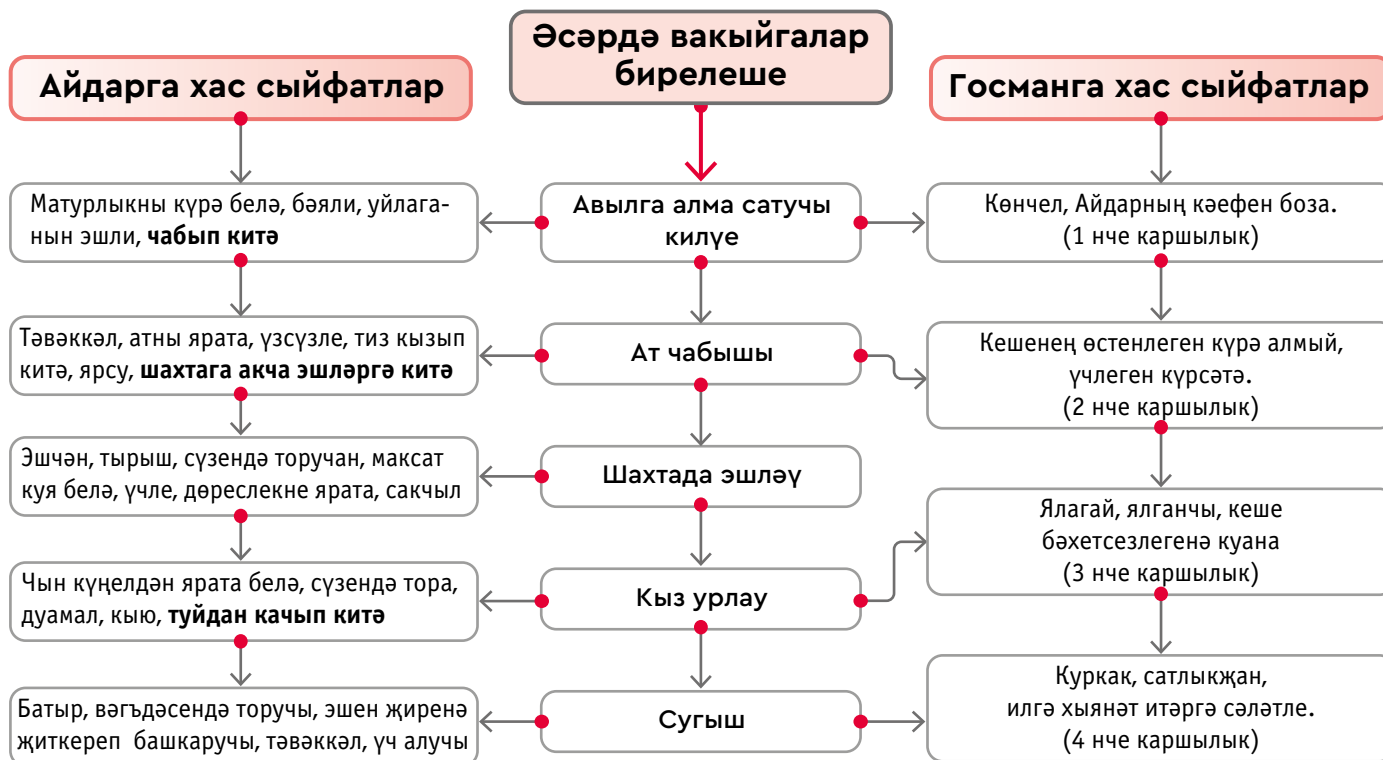 Әсәрдә вакыйгалар
бирелеше
Айдарга хас сыйфатлар
Госманга хас сыйфатлар
Матурлыкны күрә белә, бәяли, уйлага-
нын эшли, чабып китә
Авылга алма сатучы
килүе
Көнчел, Айдарның кәефен боза.
(1 нче каршылык)
Тәвәккәл, атны ярата, үзсүзле, тиз кызып
китә, ярсу, шахтага акча эшләргә китә
Ат чабышы
Кешенең өстенлеген күрә алмый,
үчлеген күрсәтә.
(2 нче каршылык)
Эшчән, тырыш, сүзендә торучан, максат
куя белә, үчле, дөреслекне ярата, сакчыл
Шахтада эшләү
Ялагай, ялганчы, кеше
бәхетсезлегенә куана
(3 нче каршылык)
Чын күңелдән ярата белә, сүзендә тора,
дуамал, кыю, туйдан качып китә
Кыз урлау
Батыр, вәгъдәсендә торучы, эшен җиренә
җиткереп башкаручы, тәвәккәл, үч алучы
Сугыш
Куркак, сатлыкҗан,
илгә хыянәт итәргә сәләтле.
(4 нче каршылык)